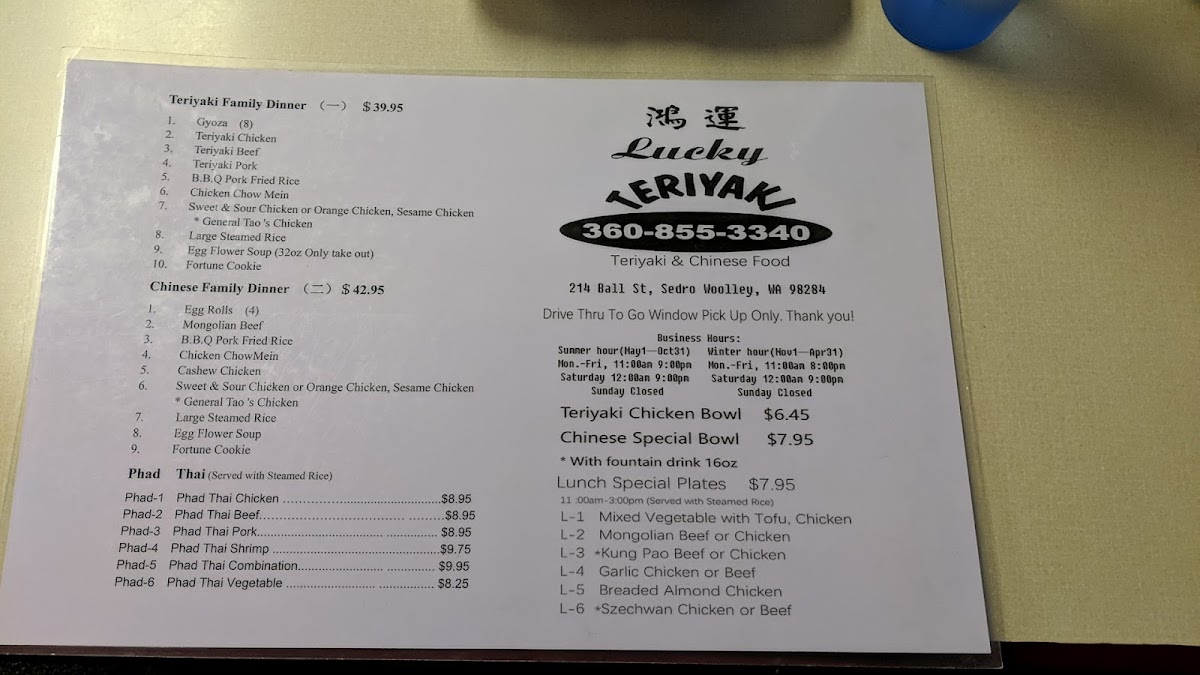 Teriyaki Family Dinner （一） $39.95
1. Gyoza (8)
2. Teriyaki Chicken
3. Teriyaki Beef
4. Teriyaki Pork
5. B.B.Q Pork Fried Rice
6. Chicken Chow Mein
7. Sweet & Sour Chicken or Orange Chicken, Sesame Chicken
* General Tao 's Chicken
8. Large Steamed Rice
9. Egg Flower Soup (32oz Only take out)
10. Fortune Cookie
Chinese Family Dinner （二） $42.95
1. Egg Rolls (4)
2. Mongolian Beef
3. B.B.Q Pork Fried Rice
4. Chicken ChowMein
5. Cashew Chicken
6. Sweet & Sour Chicken or Orange Chicken, Sesame Chicken
* General Tao 's Chicken
7. Large Steamed Rice
8. Egg Flower Soup
9. Fortune Cookie
Phad Thai (Served with Steamed Rice)
Phad-1 Phad Thai Chicken ..........................................$8.95
Phad-2 Phad Thai Beef..........................................$8.95
Phad-3 Phad Thai Pork.......................................... $8.95
Phad-4 Phad Thai Shrimp ..........................................$9.75
Phad-5 Phad Thai Combination.................................. $9.95
Phad-6 Phad Thai Vegetable ..................................... $8.25
鴻運
Lucky
TERIYAKI
360-855-3340
Teriyaki & Chinese Food
214 Ball St, Sedro Woolley, WA 98284
Drive Thru To Go Window Pick Up Only. Thank you!
Business Hours:
Summer hour(May1—Oct31) Winter hour(Nov1—Apr31)
Mon.-Fri, 11:00am 9:00pm Mon.-Fri, 11:00am 8:00pm
Saturday 12:00am 9:00pm Saturday 12:00am 9:00pm
Sunday Closed Sunday Closed
Teriyaki Chicken Bowl $6.45
Chinese Special Bowl $7.95
* With fountain drink 16oz
Lunch Special Plates $7.95
11 :00am-3:00pm (Served with Steamed Rice)
L-1 Mixed Vegetable with Tofu, Chicken
L-2 Mongolian Beef or Chicken
L-3 *Kung Pao Beef or Chicken
L-4 Garlic Chicken or Beef
L-5 Breaded Almond Chicken
L-6 *Szechwan Chicken or Beef